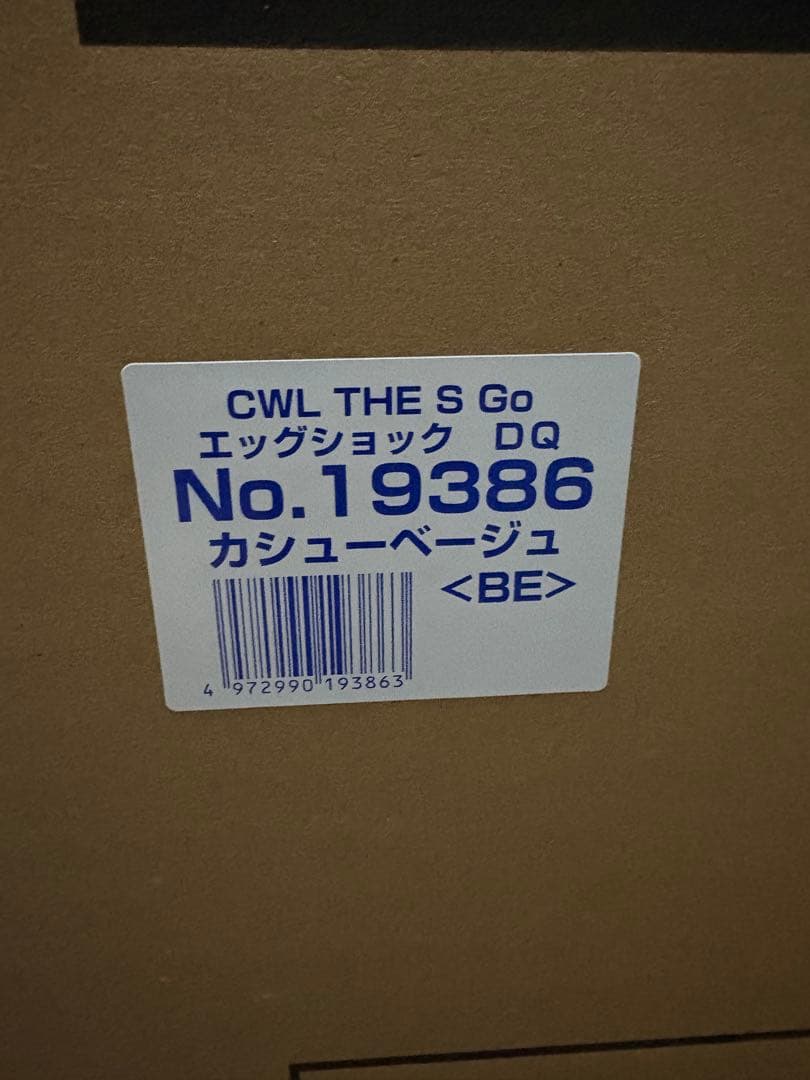 CWL THE S Go
エッグショック　DQ
No.19386
カシューベージュ
<BE>
4 972990 193863